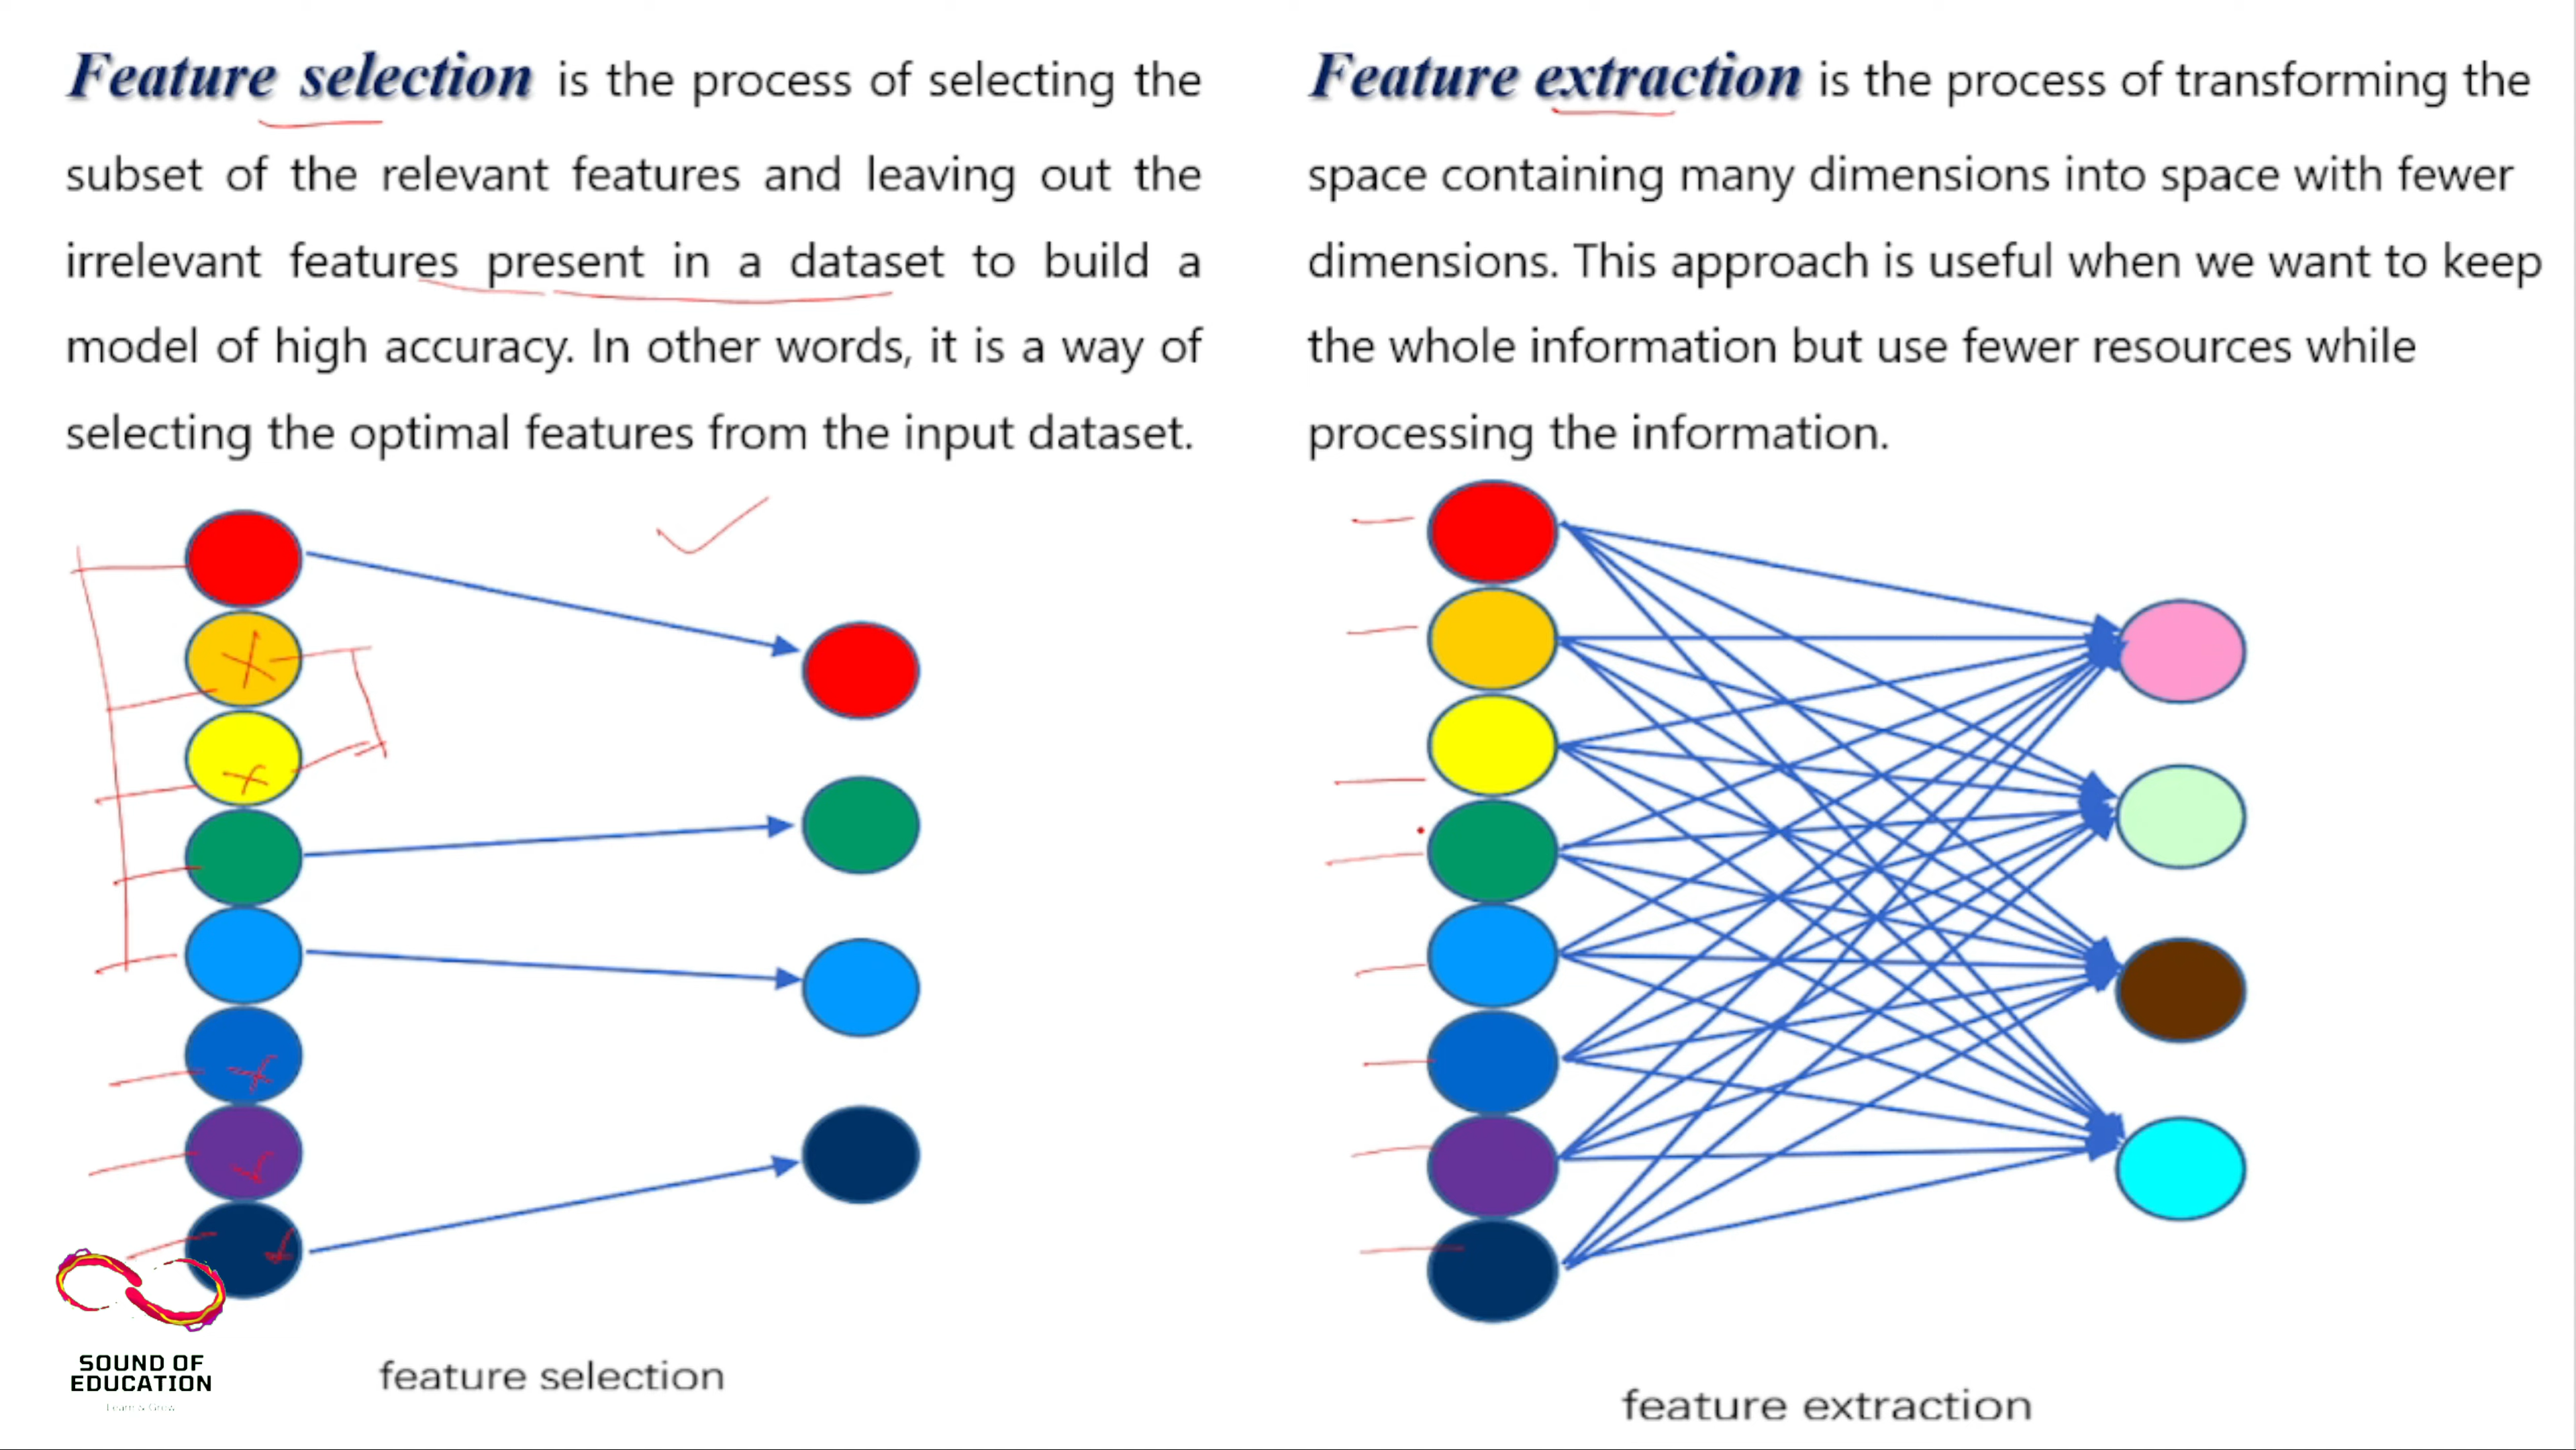 Feature selection is the process of selecting the
subset of the relevant features and leaving out the
irrelevant features present in a dataset to build a
model of high accuracy. In other words, it is a way of
selecting the optimal features from the input dataset.
Feature extraction is the process of transforming the
space containing many dimensions into space with fewer
dimensions. This approach is useful when we want to keep
the whole information but use fewer resources while
processing the information.
SOUND OF
EDUCATION
Learn & Grow
feature selection
feature extraction